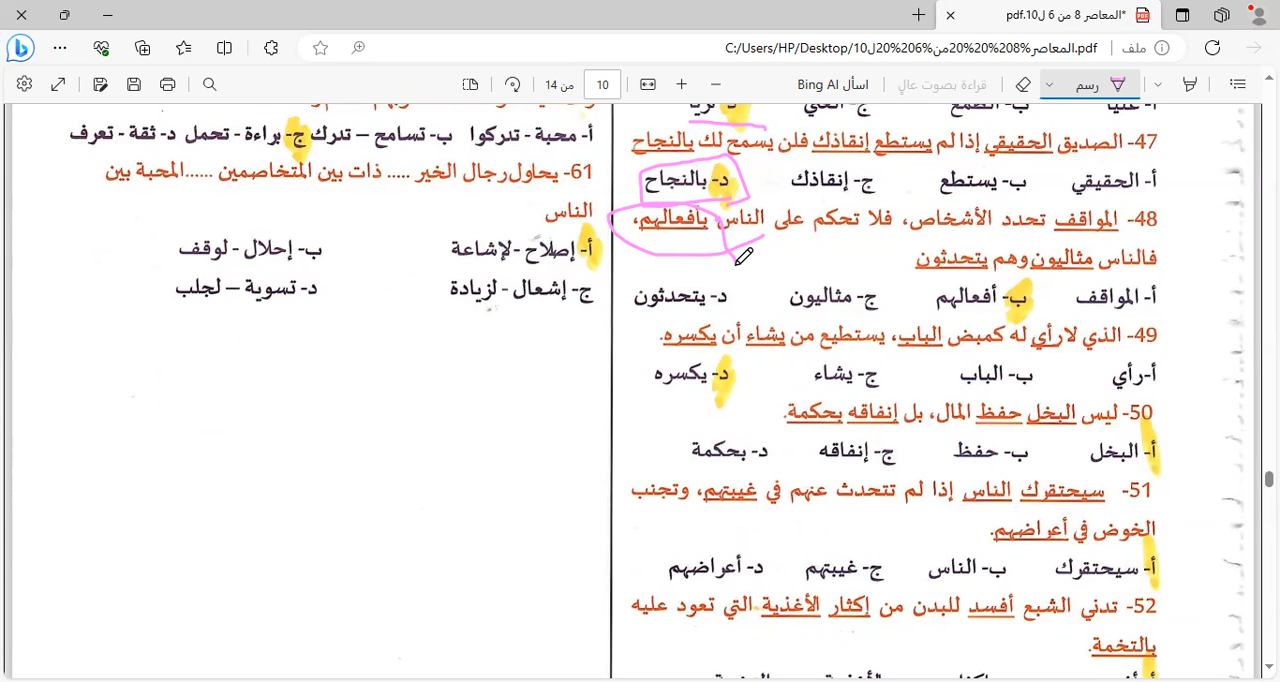 *المعاصر 8 من 6 ل10.pdf
ملف
C:/Users/HP/Desktop/المعاصر%208%20من%206%20ل10.pdf
رسم
قراءة بصوت عالٍ
اسأل Bing AI
10
من 14
47- الصديق الحقيقي إذا لم يستطع إنقاذك فلن يسمح لك بالنجاح
أ- الحقيقي ب- يستطع ج- إنقاذك د- بالنجاح
48- المواقف تحدد الأشخاص، فلا تحكم على الناس بأفعالهم،
فالناس مثاليون وهم يتحدثون
أ- المواقف ب- أفعالهم ج- مثاليون د- يتحدثون
49- الذي لا رأي له كمبض الباب، يستطيع من يشاء أن يكسره.
أ- رأي ب- الباب ج- يشاء د- يكسره
50- ليس البخل حفظ المال، بل إنفاقه بحكمة.
أ- البخل ب- حفظ ج- إنفاقه د- بحكمة
51- سيحتقرك الناس إذا لم تتحدث عنهم في غيبتهم، وتجنب
الخوض في أعراضهم.
أ- سيحتقرك ب- الناس ج- غيبتهم د- أعراضهم
52- تدني الشبع أفسد للبدن من إكثار الأغذية التي تعود عليه
بالتخمة.
أ- محبة - تدركوا ب- تسامح – تدرك ج- براءة - تحمل د- ثقة - تعرف
61- يحاول رجال الخير ..... ذات بين المتخاصمين ......المحبة بين
الناس
أ- إصلاح - لإشاعة ب- إحلال - لوقف
ج- إشعال - لزيادة د- تسوية – لجلب